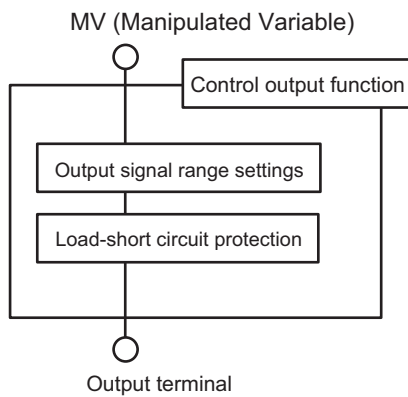 MV (Manipulated Variable)
Control output function
Output signal range settings
Load-short circuit protection
Output terminal